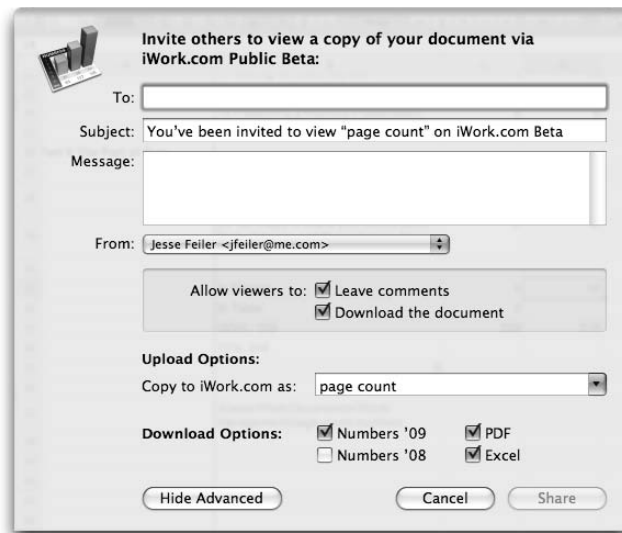 Invite others to view a copy of your document via
iWork.com Public Beta:
To:
Subject: You've been invited to view “page count” on iWork.com Beta
Message:
From: Jesse Feiler <jfeiler@me.com>
Allow viewers to: Leave comments
Download the document
Upload Options:
Copy to iWork.com as: page count
Download Options: Numbers '09 PDF
Numbers '08 Excel
Hide Advanced Cancel Share